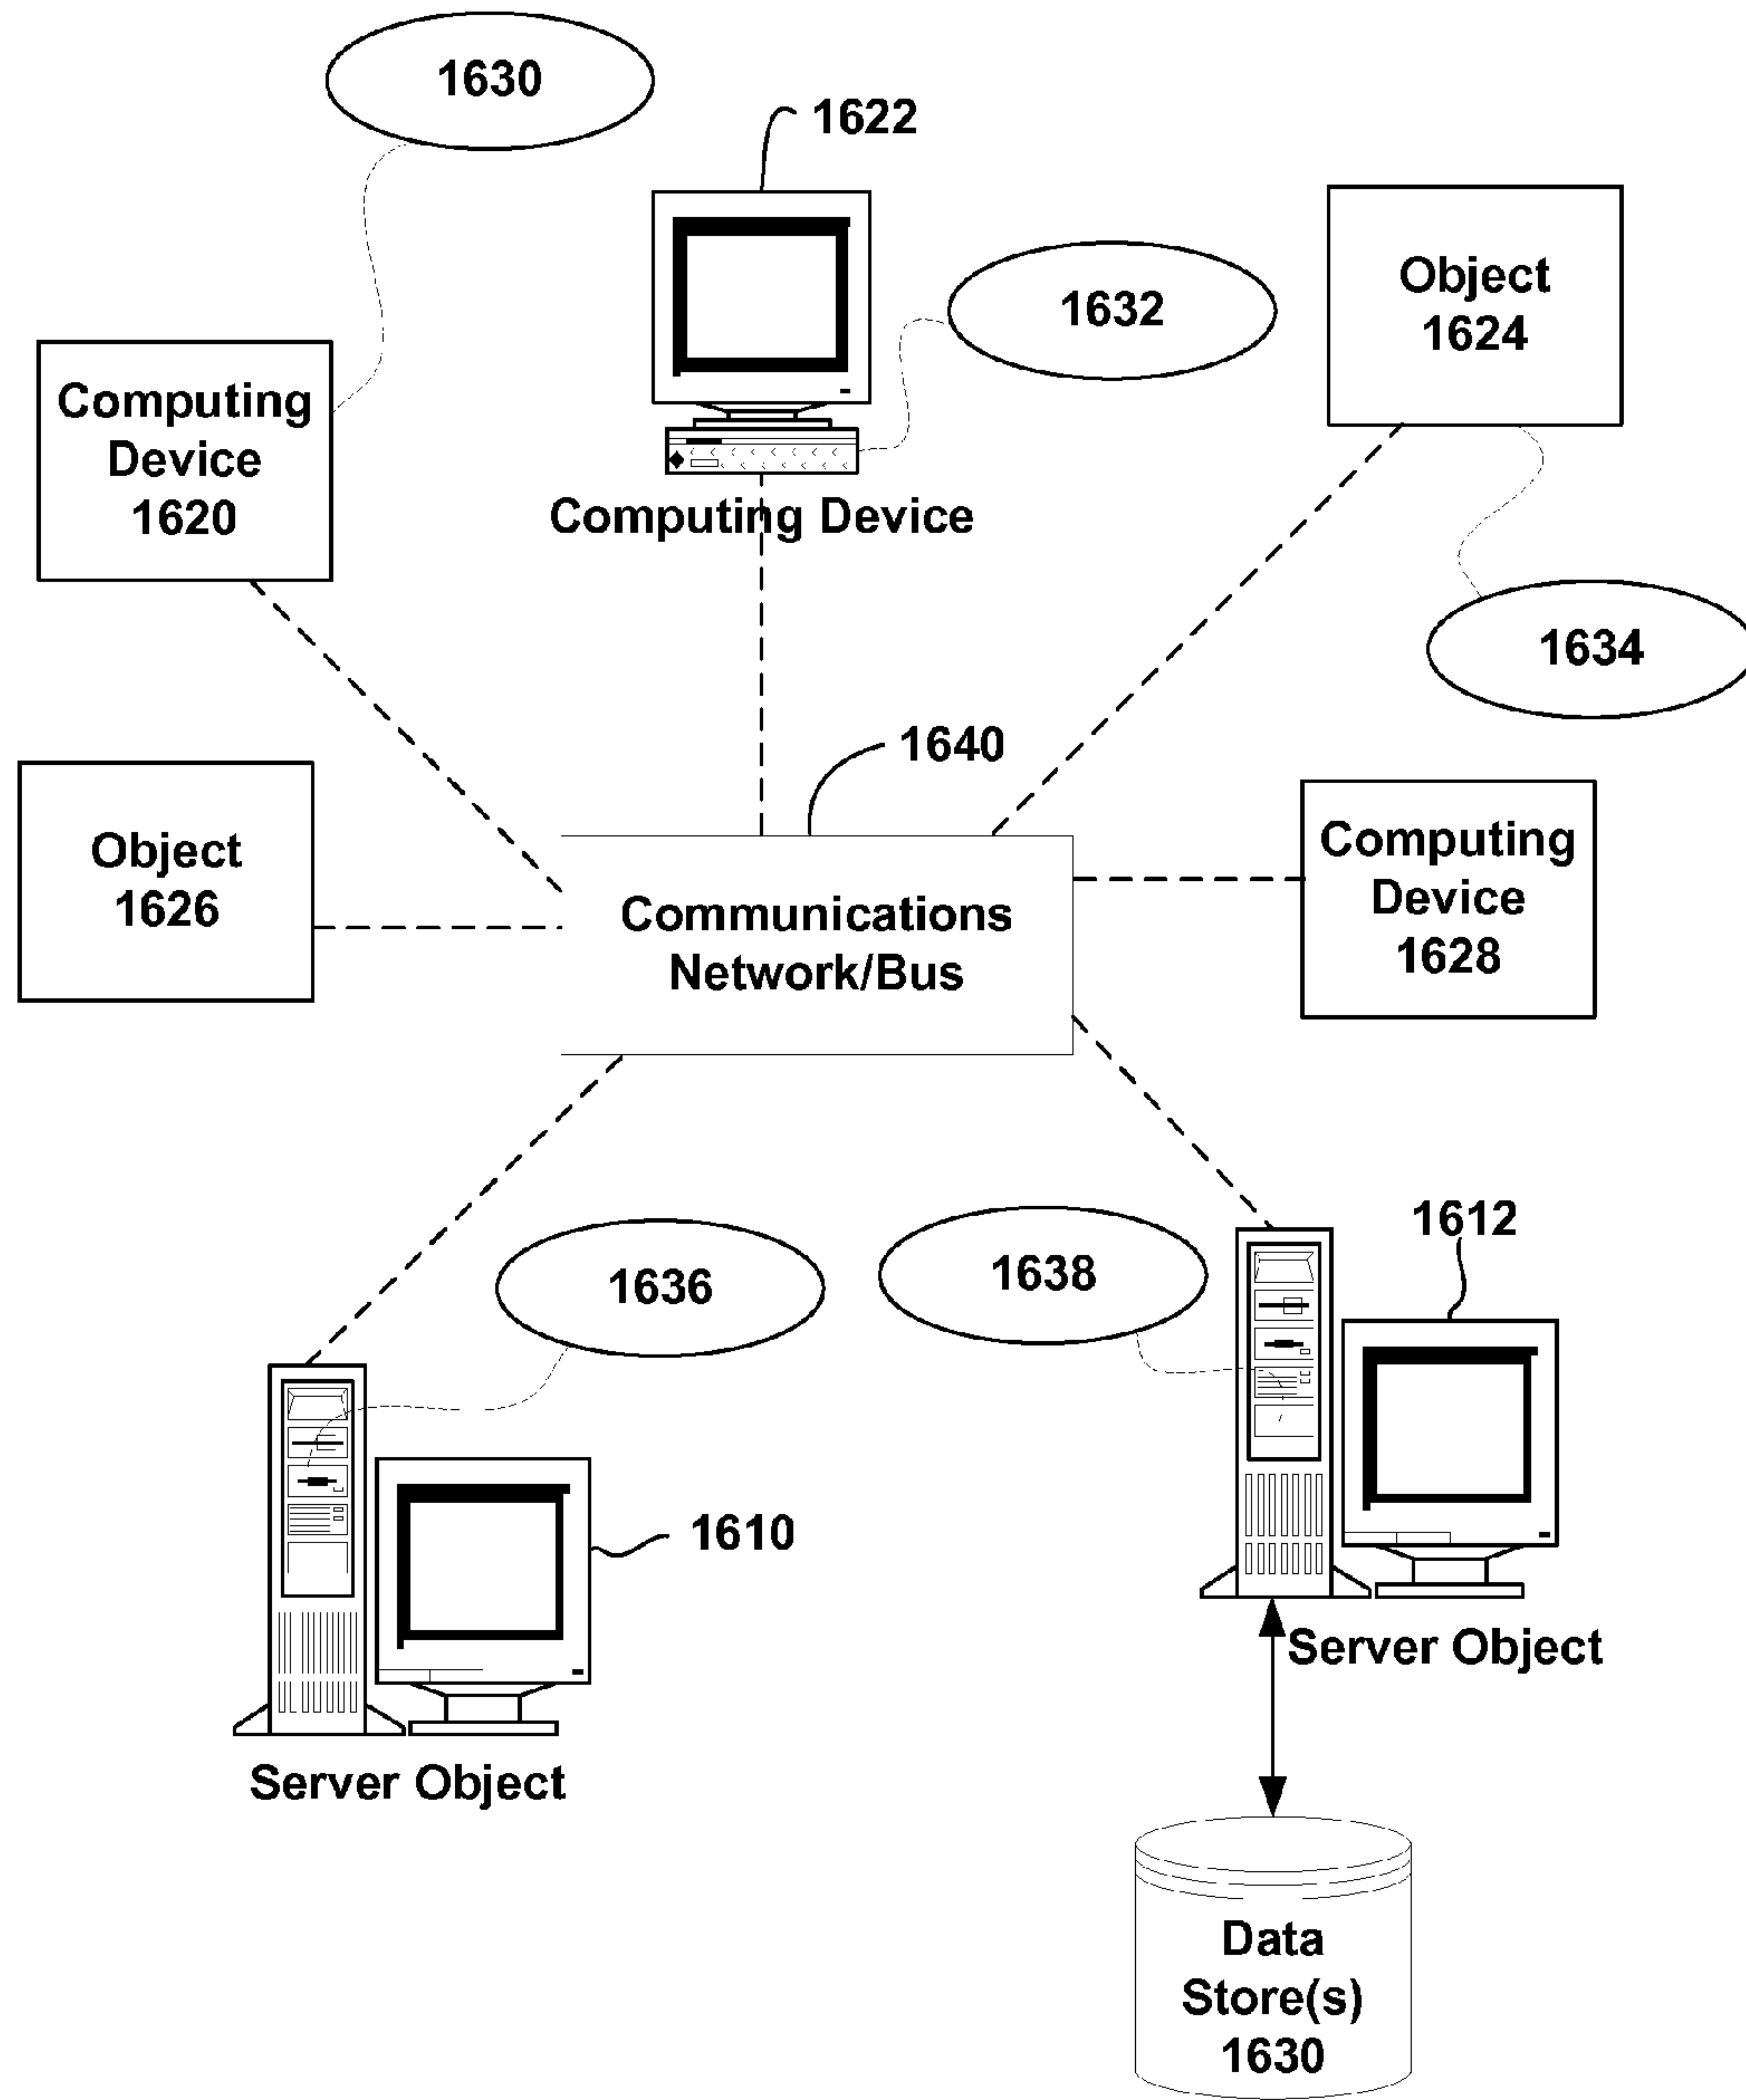 1630
1622
Object
1624
1632
Computing
Device
1620
Computing Device
1634
1640
Object
1626
Computing
Device
1628
Communications
Network/Bus
1612
1636
1638
1610
Server Object
Server Object
Data
Store(s)
1630